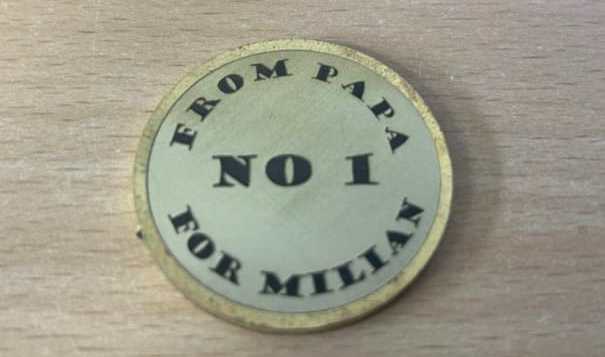 FROM PAPA
NO 1
FOR MILIAN